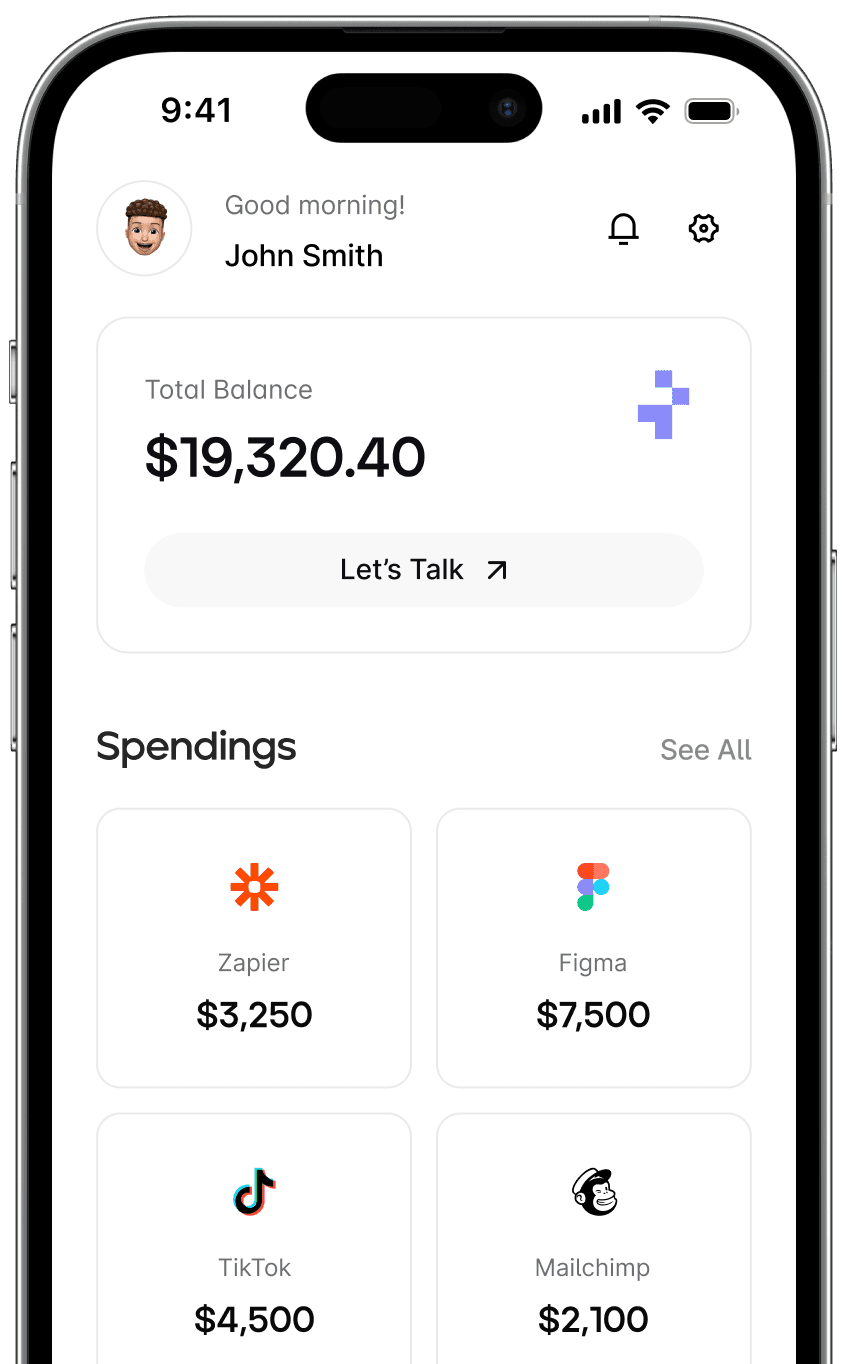 9:41
Good morning!
John Smith
Total Balance
$19,320.40
Let’s Talk
Spendings
See All
Zapier
$3,250
Figma
$7,500
TikTok
$4,500
Mailchimp
$2,100